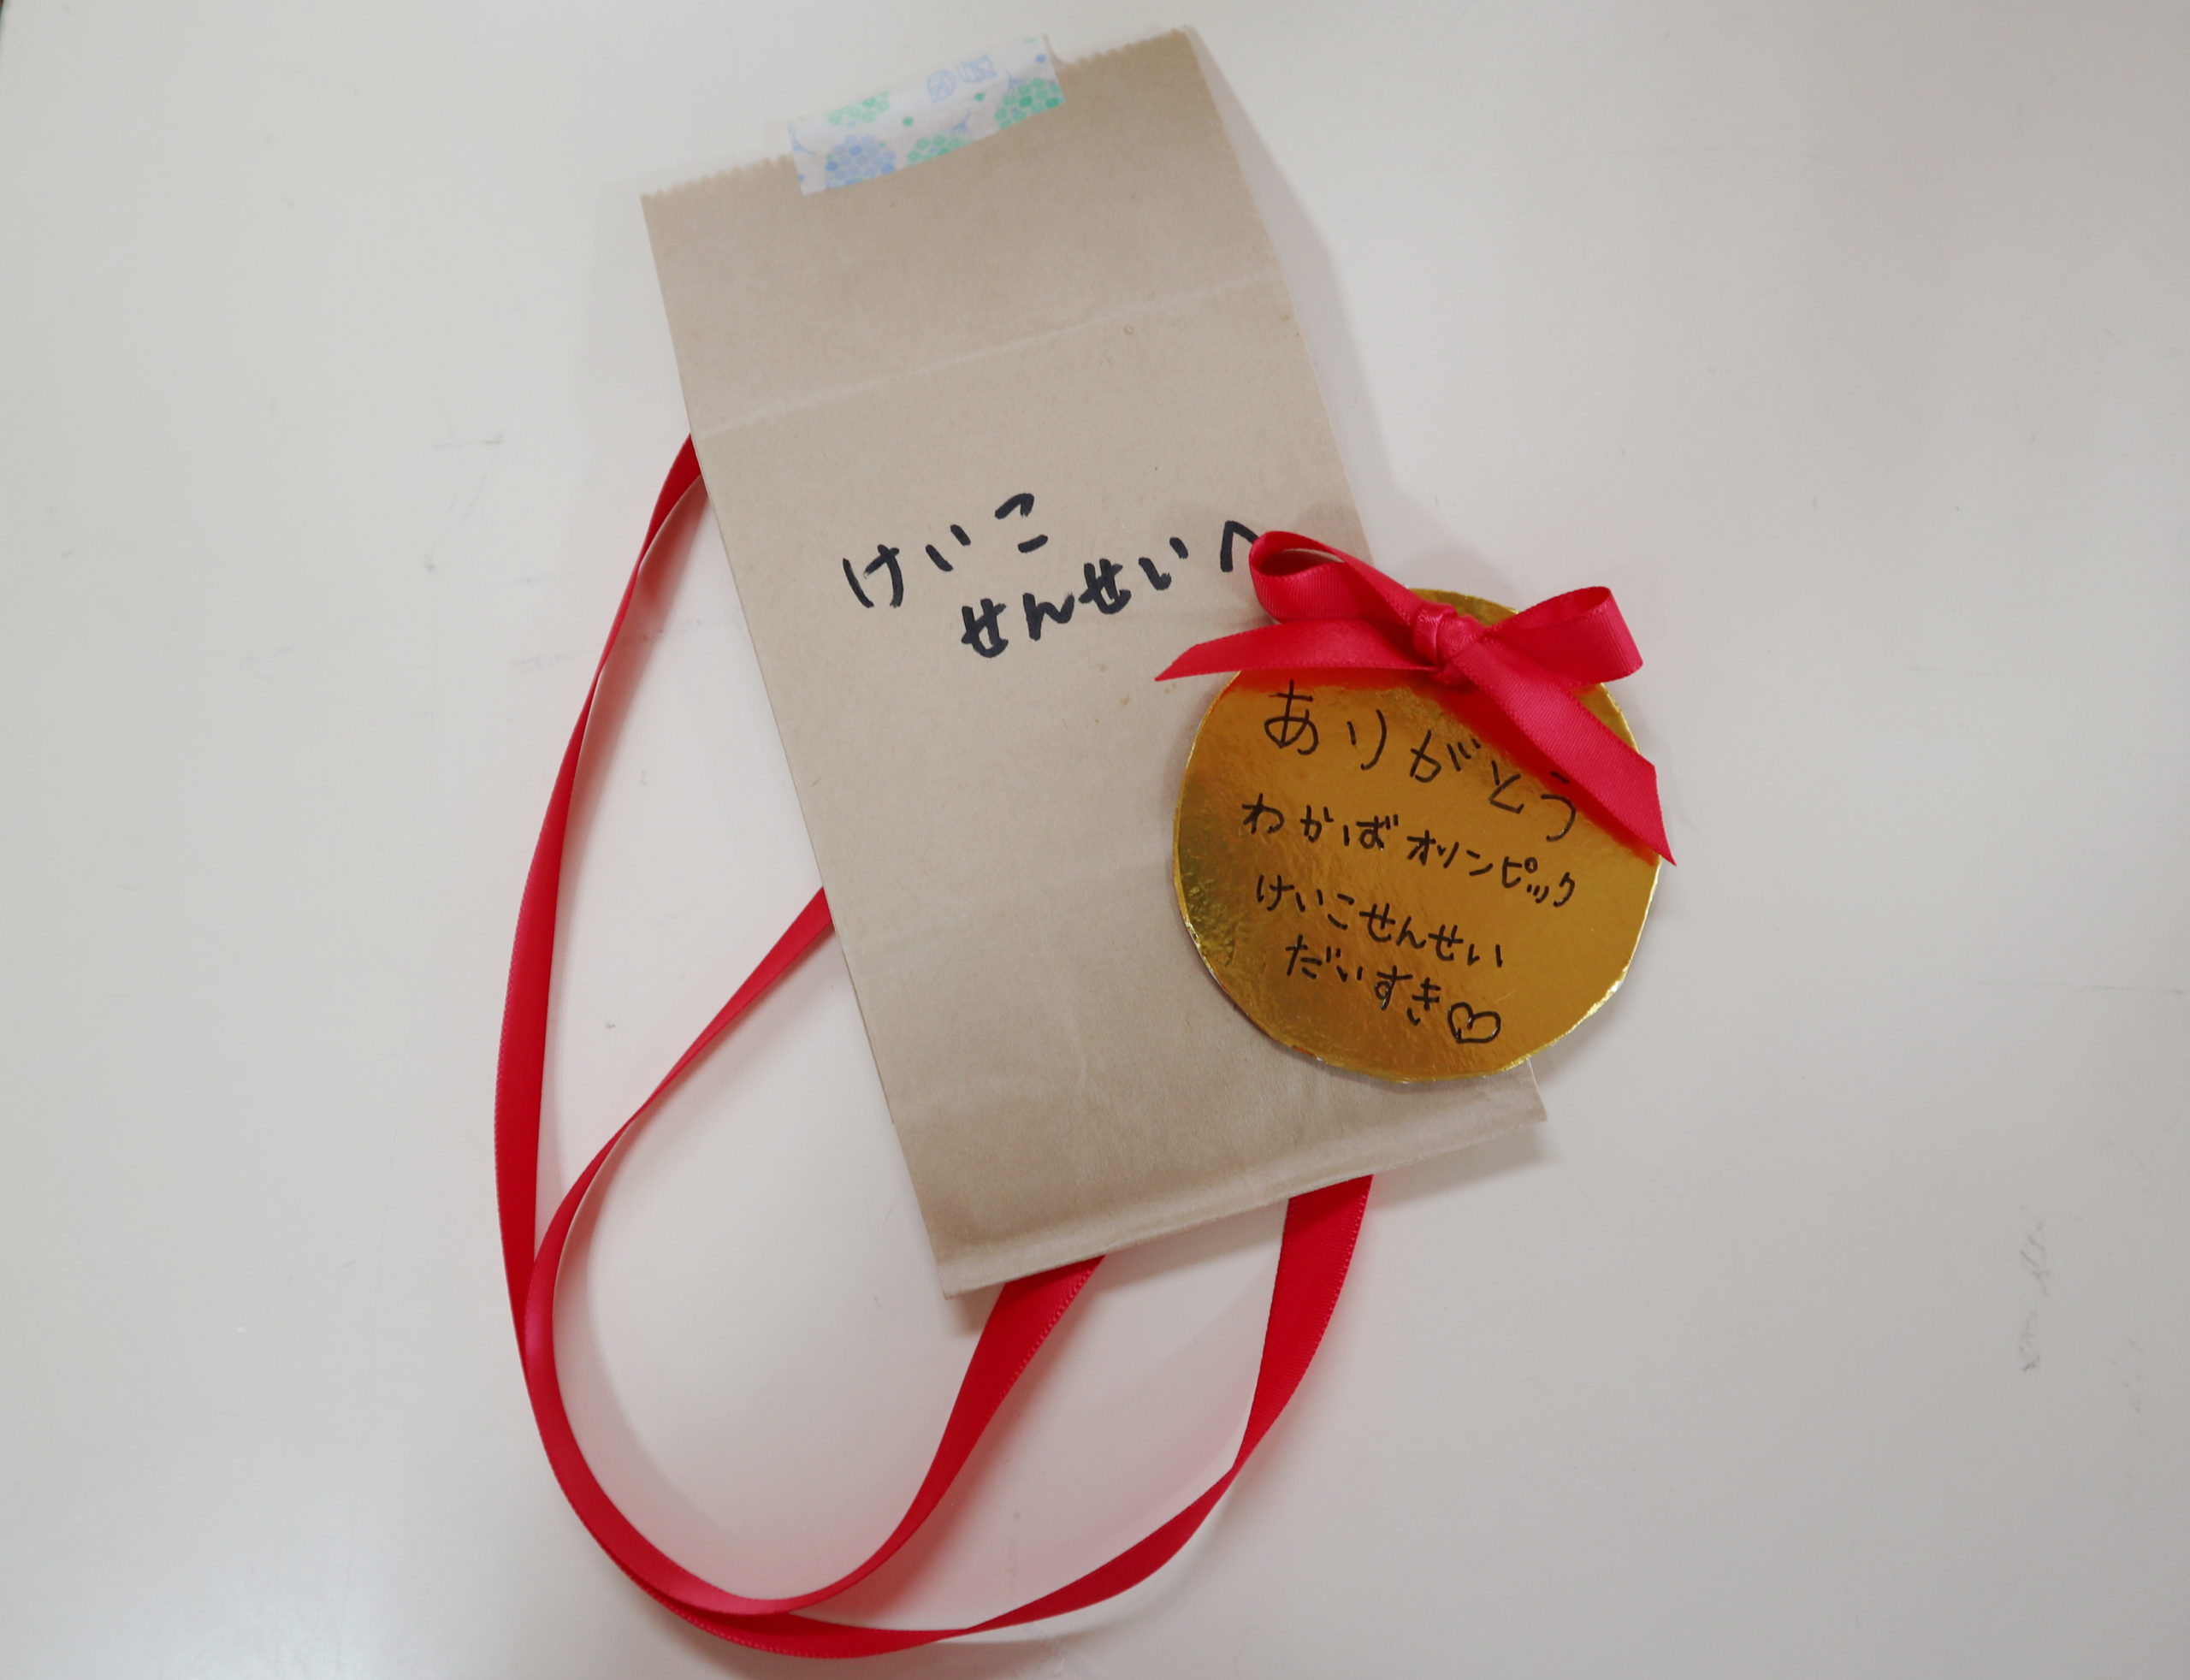 けいこ
せんせいへ
ありがとう
わかばオリンピック
けいこせんせい
だいすき♡